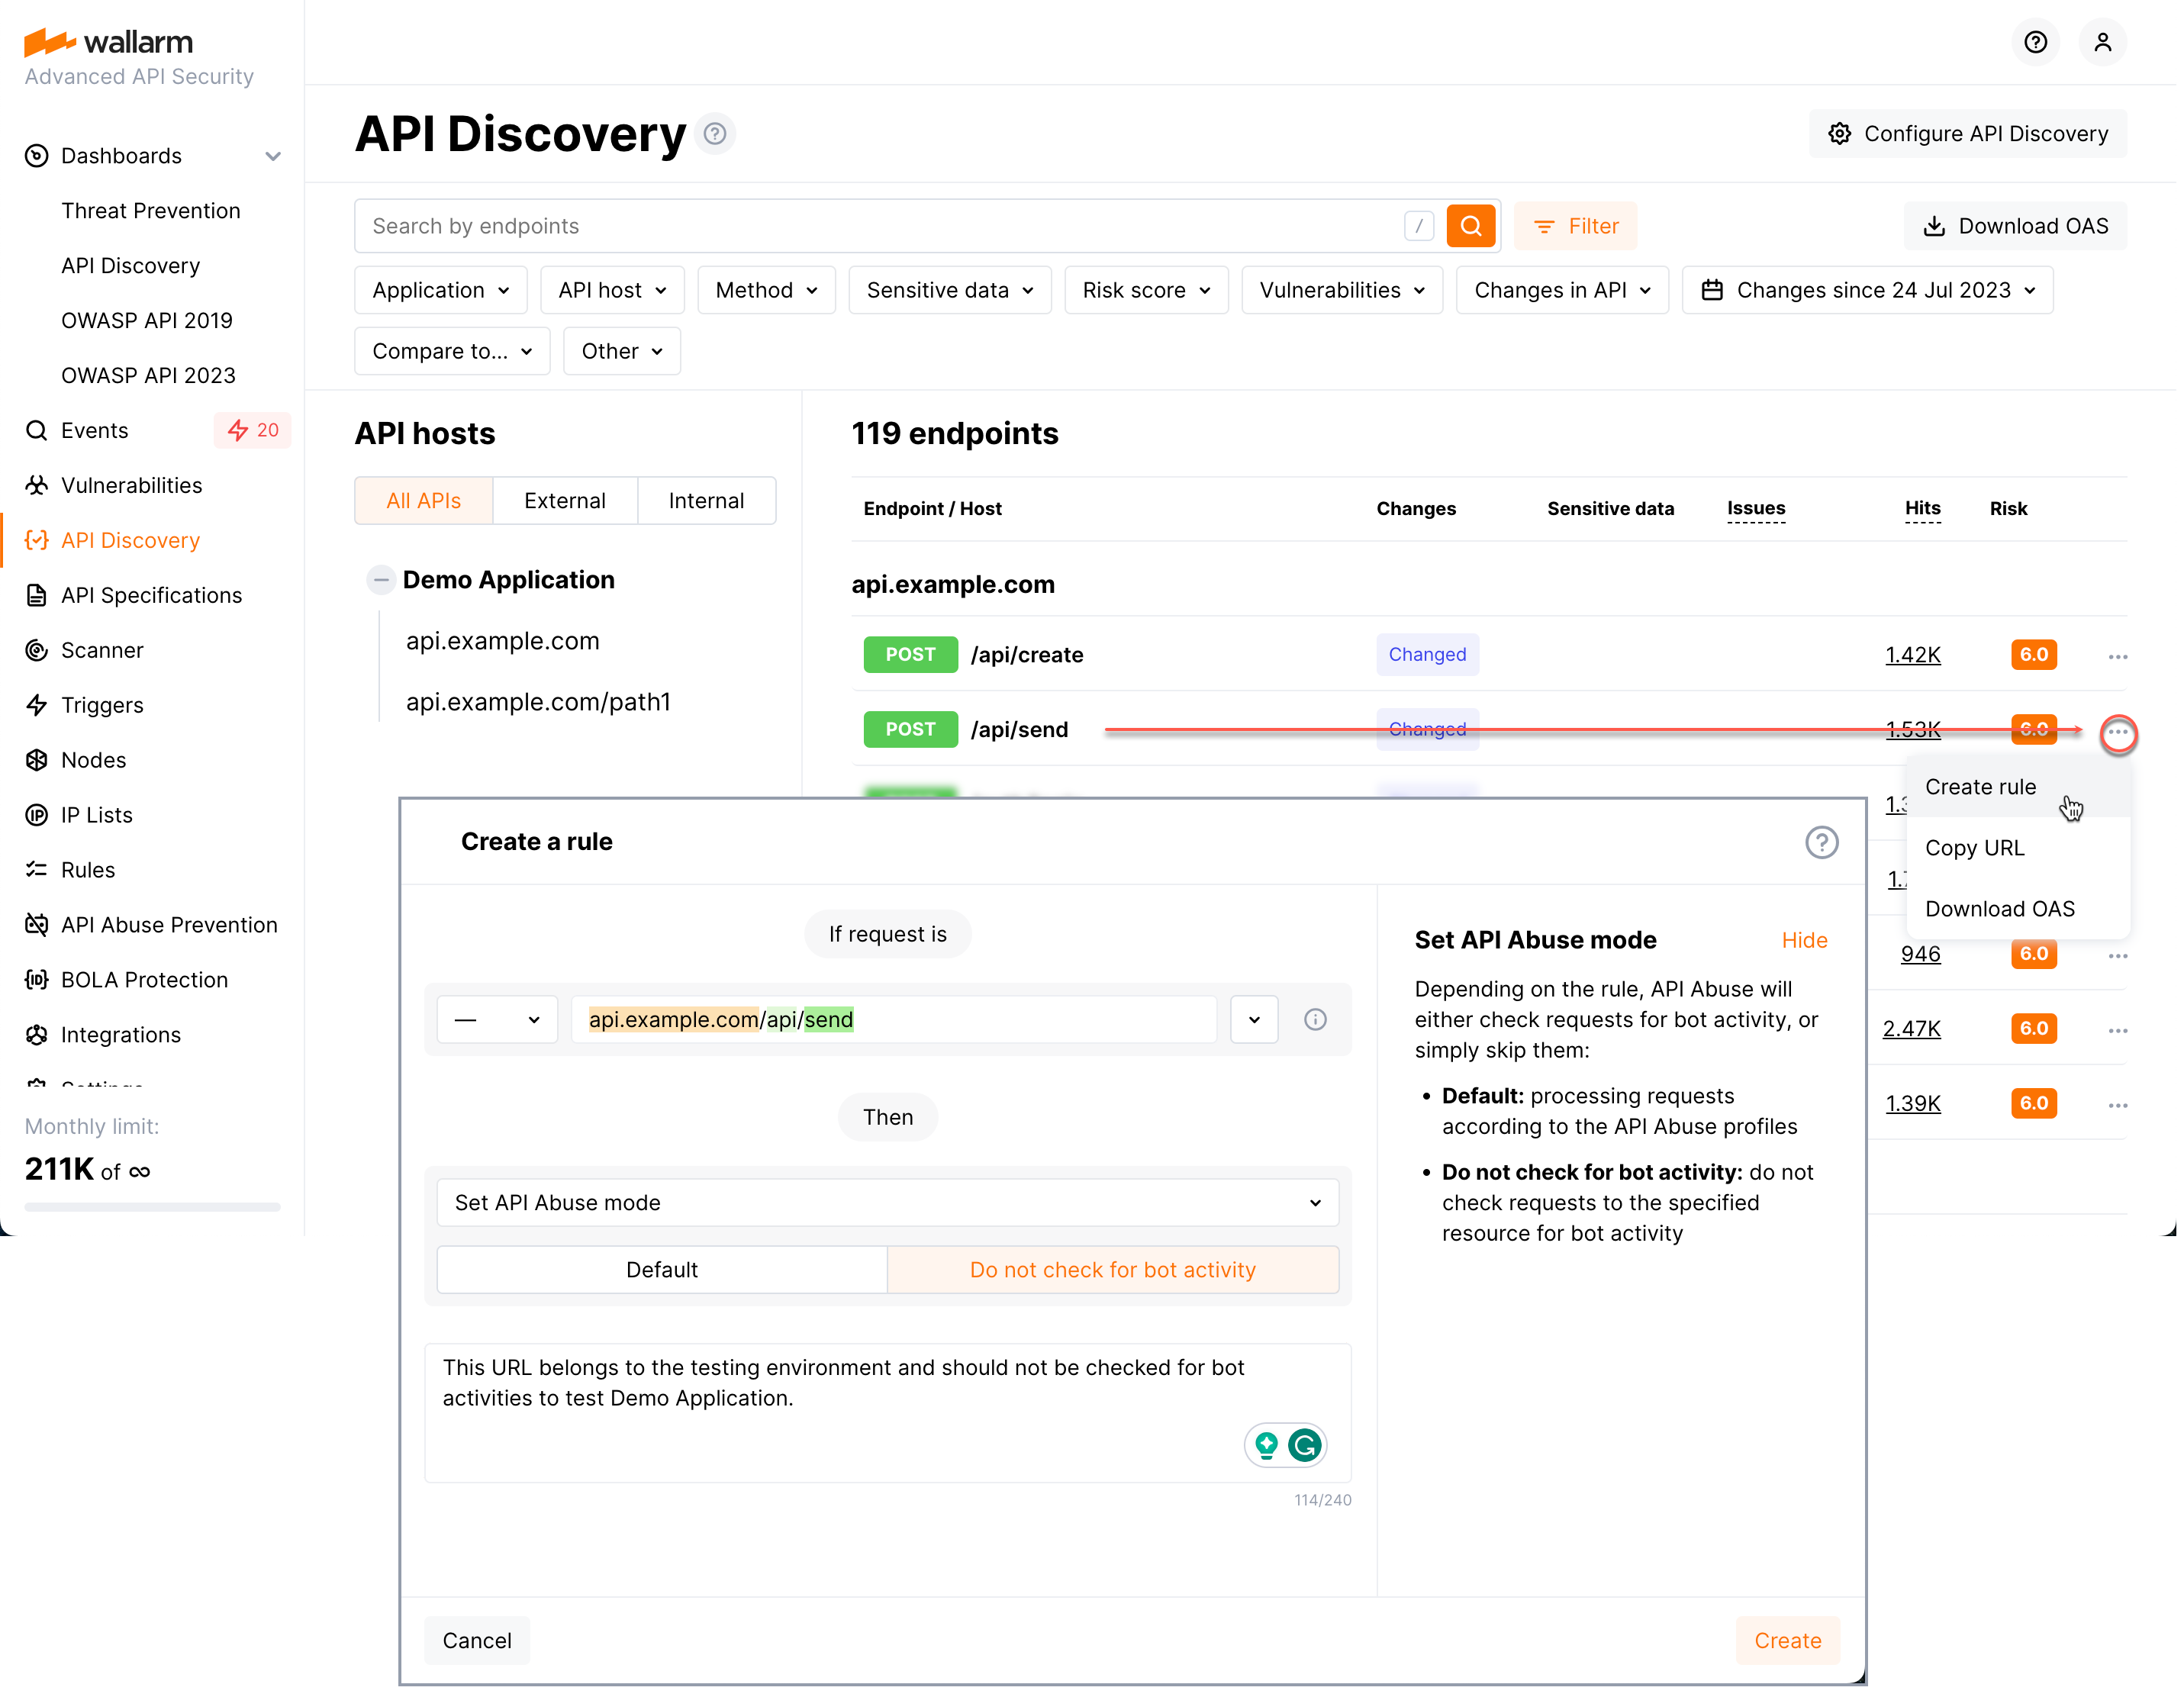 wallarm
Advanced API Security
Dashboards
Threat Prevention
API Discovery
OWASP API 2019
OWASP API 2023
Events 20
Vulnerabilities
API Discovery
API Specifications
Scanner
Triggers
Nodes
IP Lists
Rules
API Abuse Prevention
BOLA Protection
Integrations
Settings
Monthly limit:
211K of ∞
API Discovery ?
Configure API Discovery
Search by endpoints /
Filter
Download OAS
Application
API host
Method
Sensitive data
Risk score
Vulnerabilities
Changes in API
Changes since 24 Jul 2023
Compare to...
Other
API hosts
All APIs
External
Internal
Demo Application
api.example.com
api.example.com/path1
119 endpoints
Endpoint / Host Changes Sensitive data Issues Hits Risk
api.example.com
POST /api/create Changed 1.42K 6.0
POST /api/send Changed 1.53K 6.0
Create rule
Copy URL
Download OAS
946 6.0
2.47K 6.0
1.39K 6.0
Create a rule
If request is
— api.example.com/api/send
Then
Set API Abuse mode
Default
Do not check for bot activity
This URL belongs to the testing environment and should not be checked for bot
activities to test Demo Application.
114/240
Cancel
Create
Set API Abuse mode Hide
Depending on the rule, API Abuse will
either check requests for bot activity, or
simply skip them:
• Default: processing requests
according to the API Abuse profiles
• Do not check for bot activity: do not
check requests to the specified
resource for bot activity